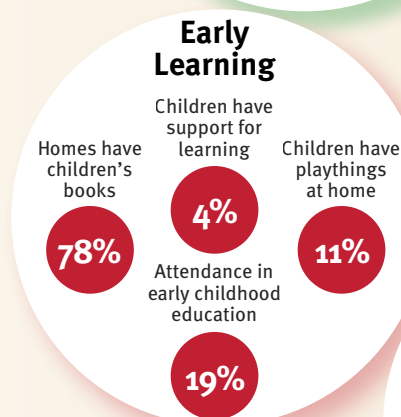 Early
Learning
Homes have
children's
books
78%
Children have
support for
learning
4%
Children have
playthings
at home
11%
Attendance in
early childhood
education
19%